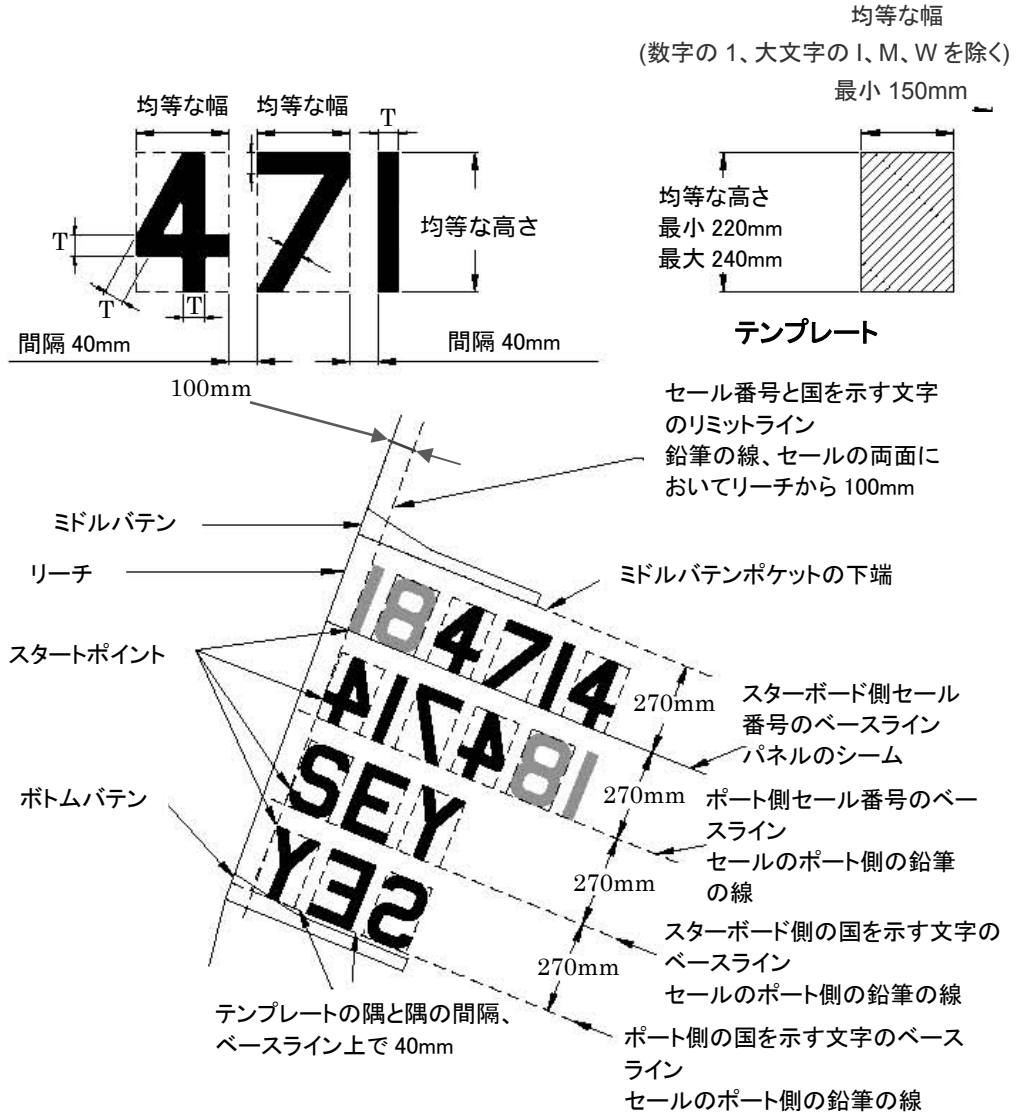 均等な幅
(数字の 1、大文字の I、M、W を除く)
最小 150mm
均等な幅 均等な幅 T
471
T
T
T
均等な高さ
均等な高さ
最小 220mm
最大 240mm
テンプレート
間隔 40mm
間隔 40mm
100mm
セール番号と国を示す文字
のリミットライン
鉛筆の線、セールの両面に
おいてリーチから 100mm
ミドルバテン
リーチ
ミドルバテンポケットの下端
スタートポイント
184714
184714
SEY
SEY
270mm
270mm
270mm
270mm
スターボード側セール
番号のベースライン
パネルのシーム
ボトムバテン
ポート側セール番号のベー
スライン
セールのポート側の鉛筆
の線
スターボード側の国を示す文字の
ベースライン
セールのポート側の鉛筆の線
テンプレートの隅と隅の間隔、
ベースライン上で 40mm
ポート側の国を示す文字のベース
ライン
セールのポート側の鉛筆の線